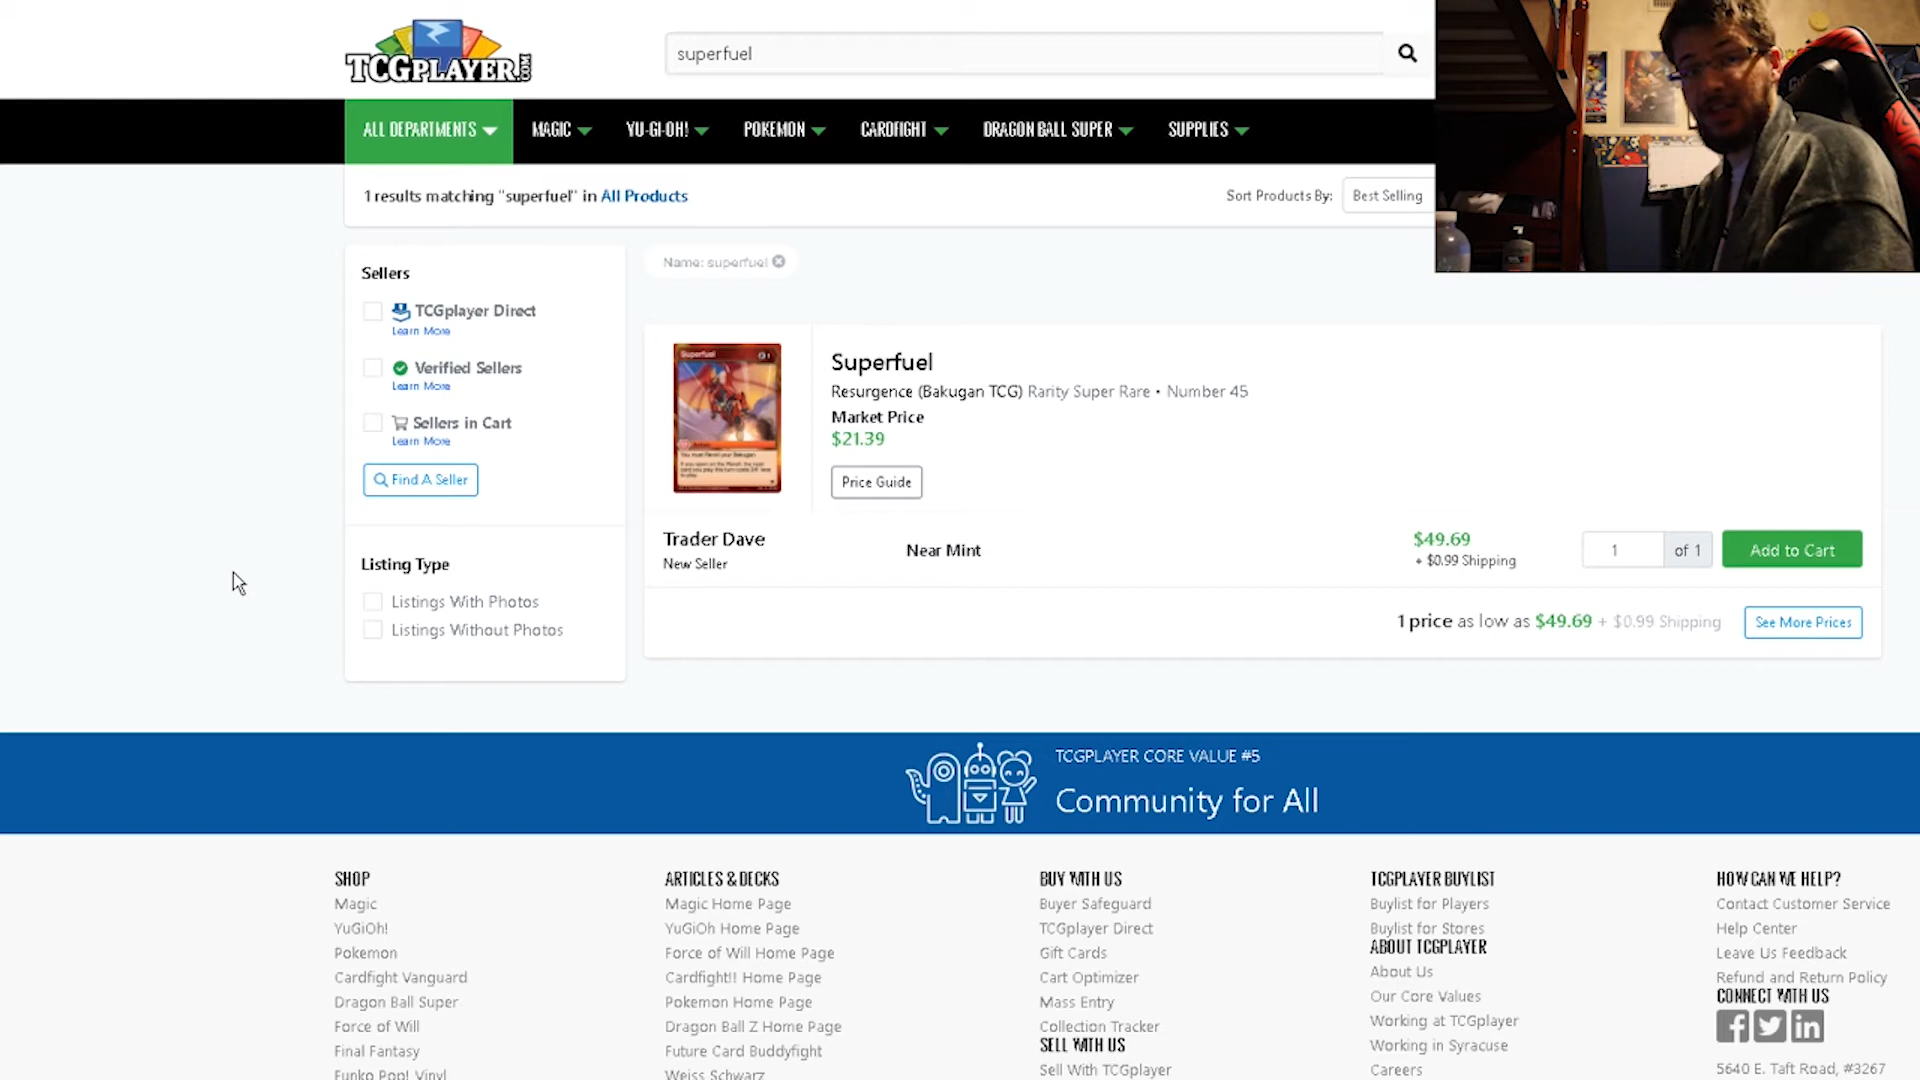 TCGPLAYER.COM
superfuel
ALL DEPARTMENTS
MAGIC
YU-GI-OH!
POKEMON
CARDFIGHT
DRAGON BALL SUPER
SUPPLIES
1 results matching "superfuel" in All Products
Sort Products By:
Best Selling
Sellers
TCGplayer Direct
Learn More
Verified Sellers
Learn More
Sellers in Cart
Learn More
Find A Seller
Listing Type
Listings With Photos
Listings Without Photos
Name: superfuel
Superfuel
Superfuel
Resurgence (Bakugan TCG) Rarity Super Rare • Number 45
Market Price
$21.39
Price Guide
Trader Dave
New Seller
Near Mint
$49.69
+ $0.99 Shipping
1
of 1
Add to Cart
1 price as low as $49.69 + $0.99 Shipping
See More Prices
TCGPLAYER CORE VALUE #5
Community for All
SHOP
Magic
YuGiOh!
Pokemon
Cardfight Vanguard
Dragon Ball Super
Force of Will
Final Fantasy
Funko Pop! Vinyl
ARTICLES & DECKS
Magic Home Page
YuGiOh Home Page
Force of Will Home Page
Cardfight!! Home Page
Pokemon Home Page
Dragon Ball Z Home Page
Future Card Buddyfight
Weiss Schwarz
BUY WITH US
Buyer Safeguard
TCGplayer Direct
Gift Cards
Cart Optimizer
Mass Entry
Collection Tracker
SELL WITH US
Sell With TCGplayer
TCGPLAYER BUYLIST
Buylist for Players
Buylist for Stores
ABOUT TCGPLAYER
About Us
Our Core Values
Working at TCGplayer
Working in Syracuse
Careers
HOW CAN WE HELP?
Contact Customer Service
Help Center
Leave Us Feedback
Refund and Return Policy
CONNECT WITH US
5640 E. Taft Road, #3267